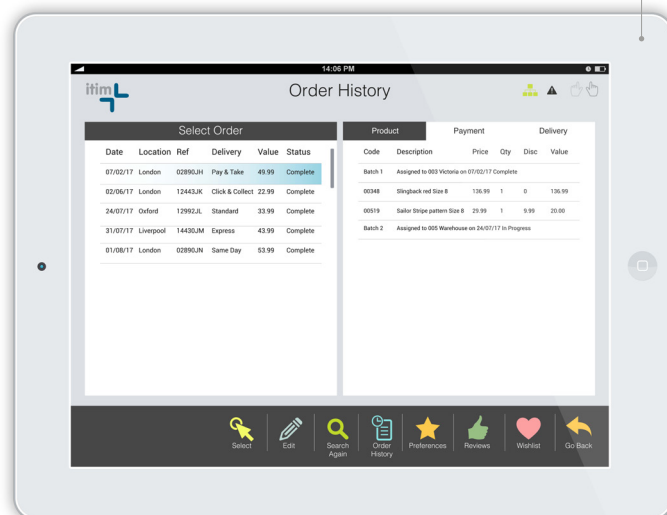 14:06 PM
itim
Order History
Select Order
Date Location Ref Delivery Value Status
07/02/17 London 02890JH Pay & Take 49.99 Complete
02/06/17 London 12443JK Click & Collect 22.99 Complete
24/07/17 Oxford 12992JL Standard 33.99 Complete
31/07/17 Liverpool 14430JM Express 43.99 Complete
01/08/17 London 02890JN Same Day 53.99 Complete
Product Payment Delivery
Code Description Price Qty Disc Value
Batch 1 Assigned to 003 Victoria on 07/02/17 Complete
00348 Slingback red Size 8 136.99 1 0 136.99
00519 Sailor Stripe pattern Size 8 29.99 1 9.99 20.00
Batch 2 Assigned to 005 Warehouse on 24/07/17 In Progress
Select
Edit
Search Again
Order History
Preferences
Reviews
Wishlist
Go Back